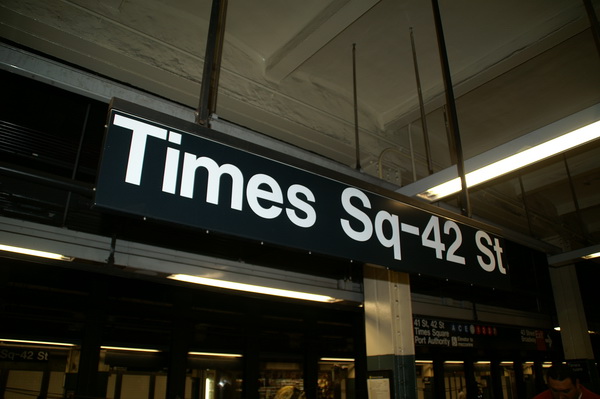 Times Sq-42 St
41 St, 42 St
Times Square
Port Authority
Sq-42 St